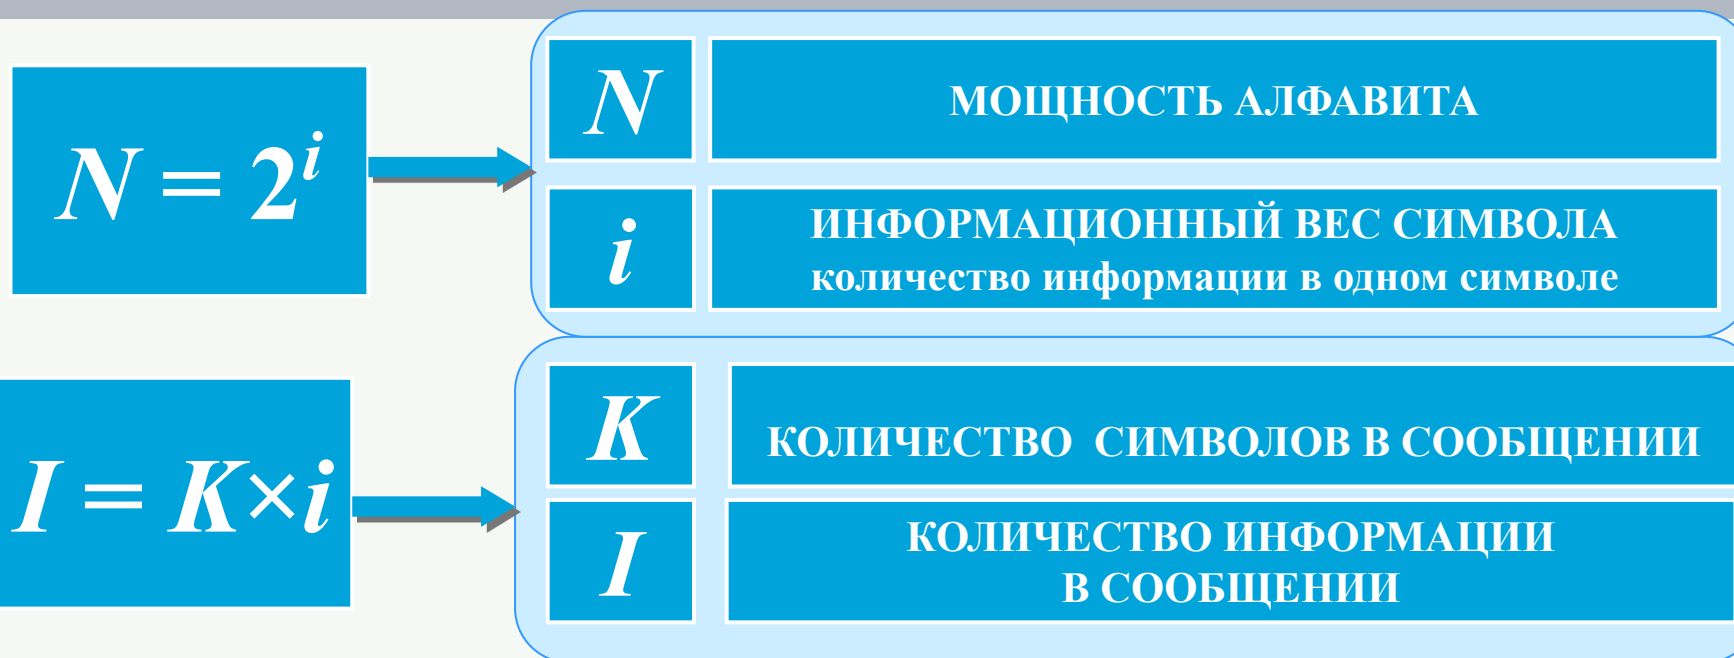 N = 2^i
N
МОЩНОСТЬ АЛФАВИТА
i
ИНФОРМАЦИОННЫЙ ВЕС СИМВОЛА
количество информации в одном символе
I = K×i
K
КОЛИЧЕСТВО СИМВОЛОВ В СООБЩЕНИИ
I
КОЛИЧЕСТВО ИНФОРМАЦИИ
В СООБЩЕНИИ